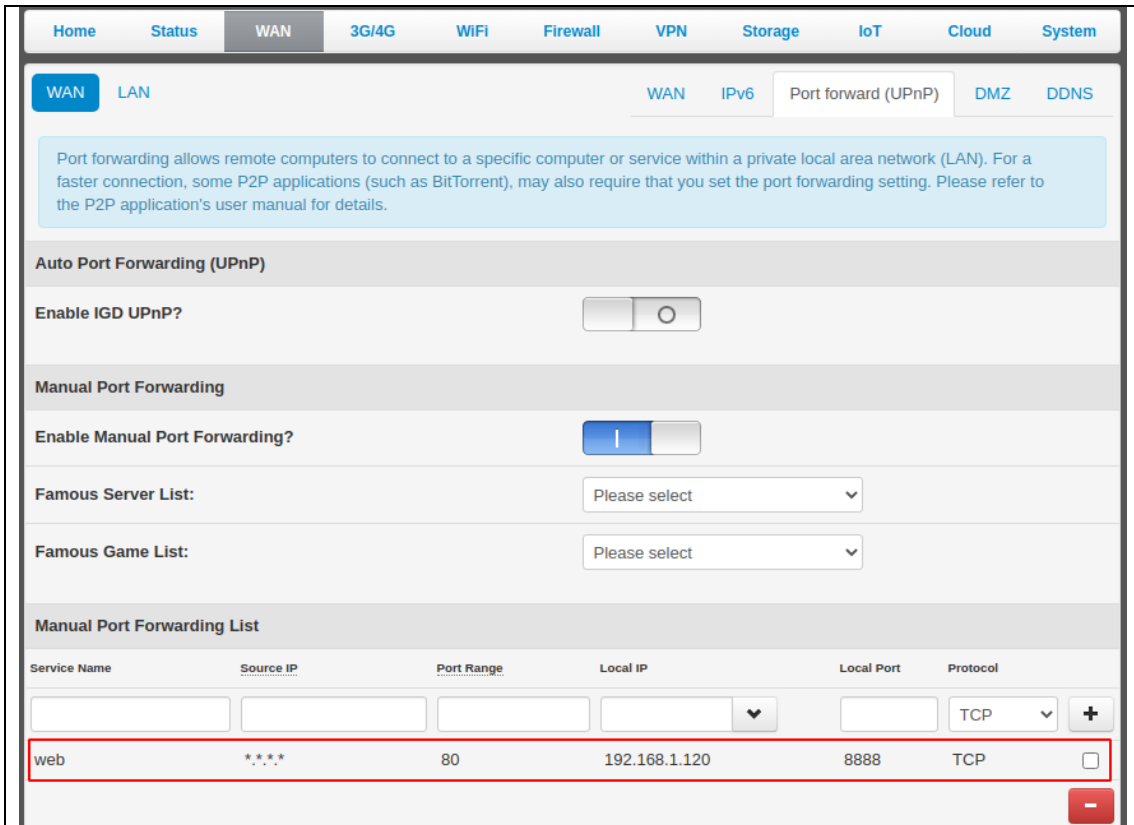 Home Status WAN 3G/4G WiFi Firewall VPN Storage IoT Cloud System
WAN LAN WAN IPv6 Port forward (UPnP) DMZ DDNS
Port forwarding allows remote computers to connect to a specific computer or service within a private local area network (LAN). For a
faster connection, some P2P applications (such as BitTorrent), may also require that you set the port forwarding setting. Please refer to
the P2P application's user manual for details.
Auto Port Forwarding (UPnP)
Enable IGD UPnP?
Manual Port Forwarding
Enable Manual Port Forwarding?
Famous Server List: Please select
Famous Game List: Please select
Manual Port Forwarding List
Service Name Source IP Port Range Local IP Local Port Protocol
TCP
web *.*.*.* 80 192.168.1.120 8888 TCP